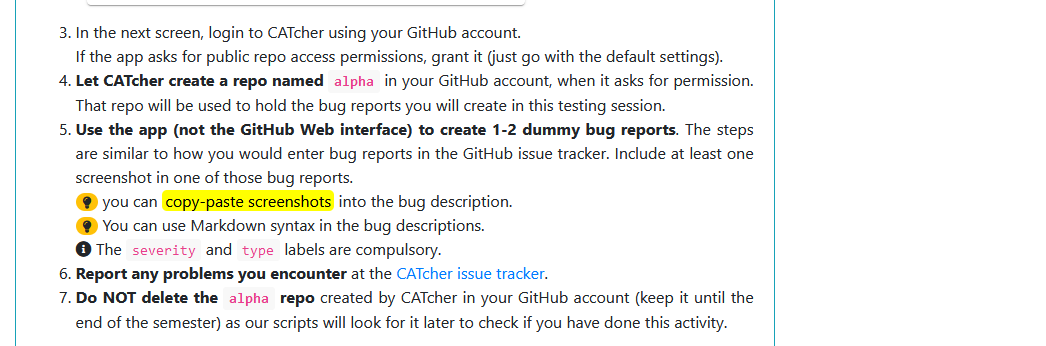 3. In the next screen, login to CATcher using your GitHub account.
If the app asks for public repo access permissions, grant it (just go with the default settings).
4. Let CATcher create a repo named alpha in your GitHub account, when it asks for permission.
That repo will be used to hold the bug reports you will create in this testing session.
5. Use the app (not the GitHub Web interface) to create 1-2 dummy bug reports. The steps
are similar to how you would enter bug reports in the GitHub issue tracker. Include at least one
screenshot in one of those bug reports.
you can copy-paste screenshots into the bug description.
You can use Markdown syntax in the bug descriptions.
The severity and type labels are compulsory.
6. Report any problems you encounter at the CATcher issue tracker.
7. Do NOT delete the alpha repo created by CATcher in your GitHub account (keep it until the
end of the semester) as our scripts will look for it later to check if you have done this activity.